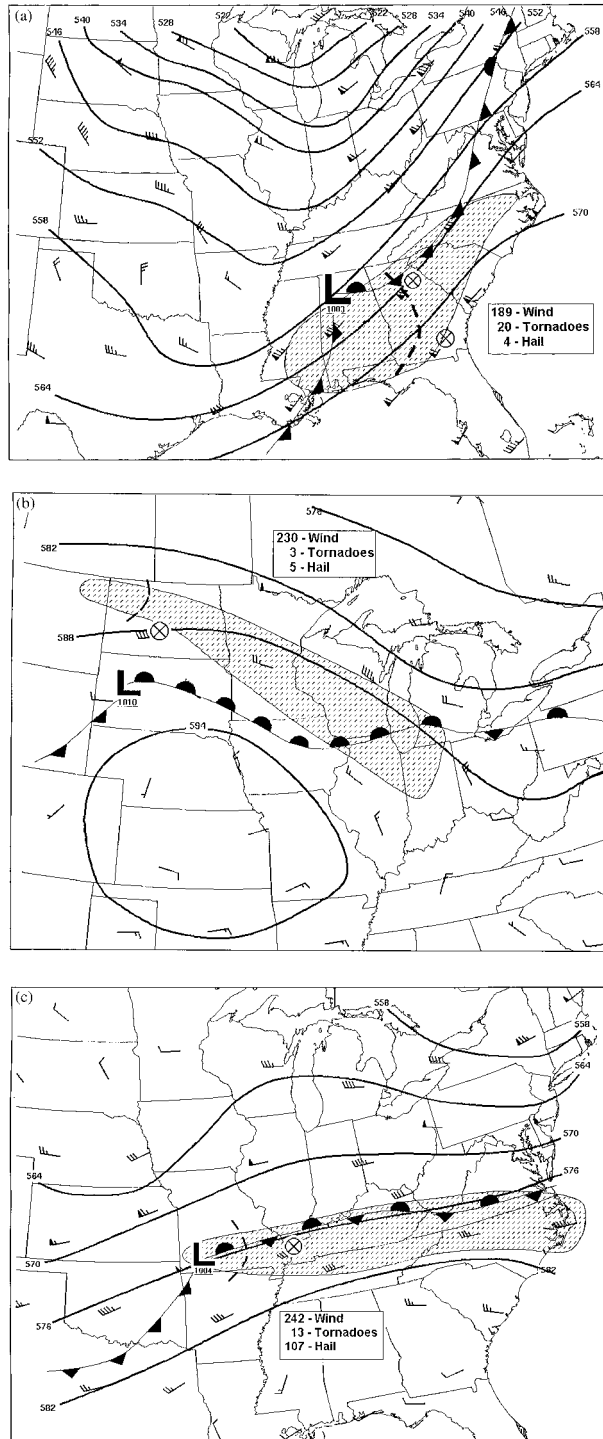 (a)
546
540
534
528
520
522
528
534
540
546
552
558
564
552
558
570
L
1003
189 - Wind
20 - Tornadoes
4 - Hail
564
(b)
576
582
230 - Wind
3 - Tornadoes
5 - Hail
588
L
1010
594
(c)
558
558
564
570
564
576
L
1004
570
582
242 - Wind
13 - Tornadoes
107 - Hail
576
582